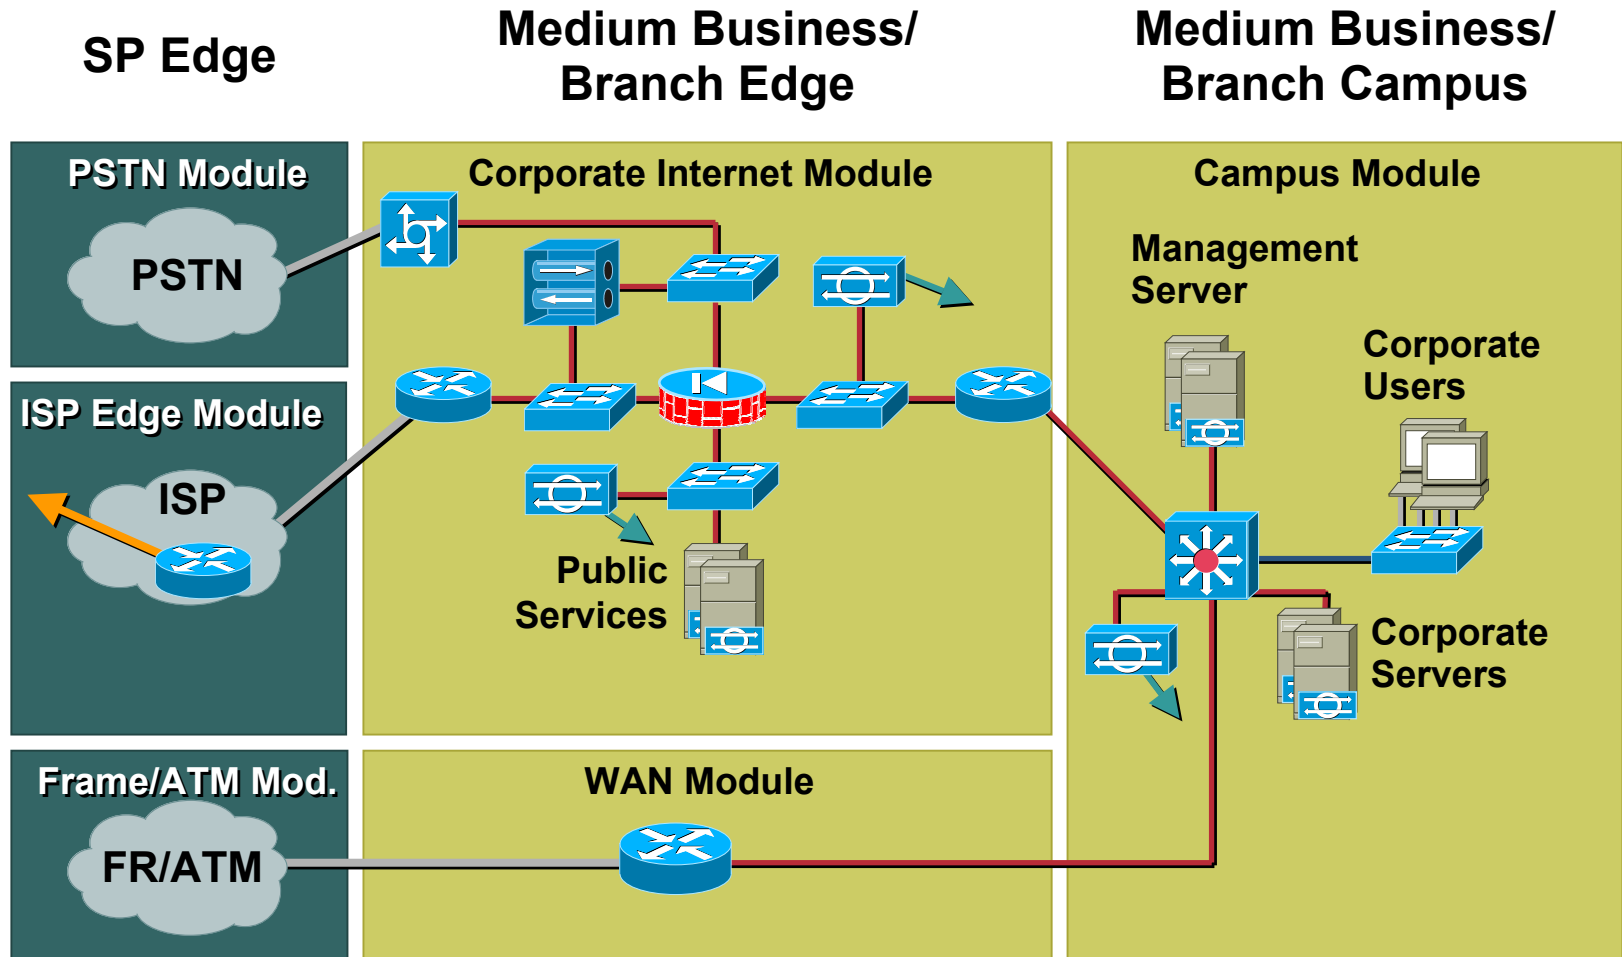 SP Edge
Medium Business/
Branch Edge
Medium Business/
Branch Campus
PSTN Module
PSTN
ISP Edge Module
ISP
Frame/ATM Mod.
FR/ATM
Corporate Internet Module
Public
Services
WAN Module
Campus Module
Management
Server
Corporate
Users
Corporate
Servers